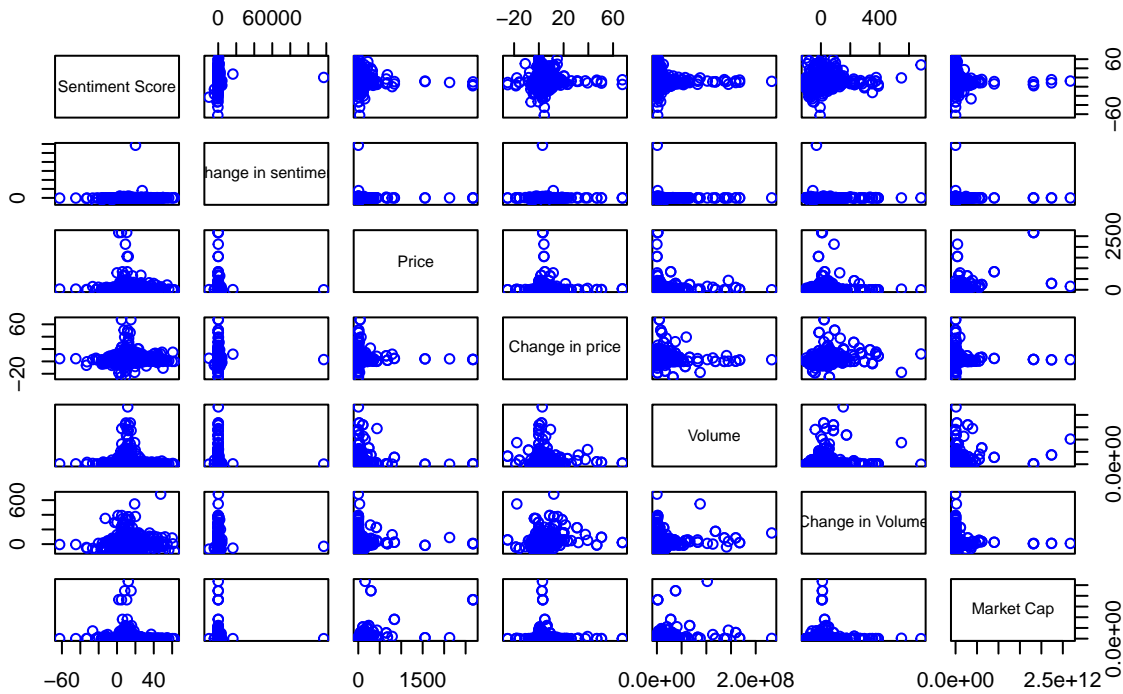 0 60000 −20 20 60 0 400
Sentiment Score
−60 60
hange in sentimen
0
Price
0 2500
−20 60
Change in price
Volume
0.0e+00
0 600
Change in Volume
Market Cap
0.0e+00
−60 0 40 0 1500 0.0e+00 2.0e+08 0.0e+00 2.5e+12